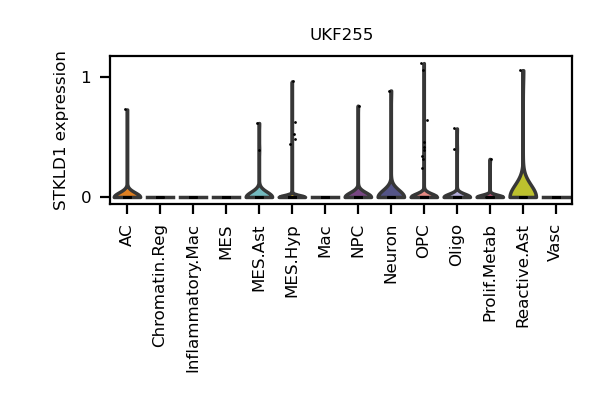 UKF255
STKLD1 expression
1
0
AC
Chromatin.Reg
Inflammatory.Mac
MES
MES.Ast
MES.Hyp
Mac
NPC
Neuron
OPC
Oligo
Prolif.Metab
Reactive.Ast
Vasc